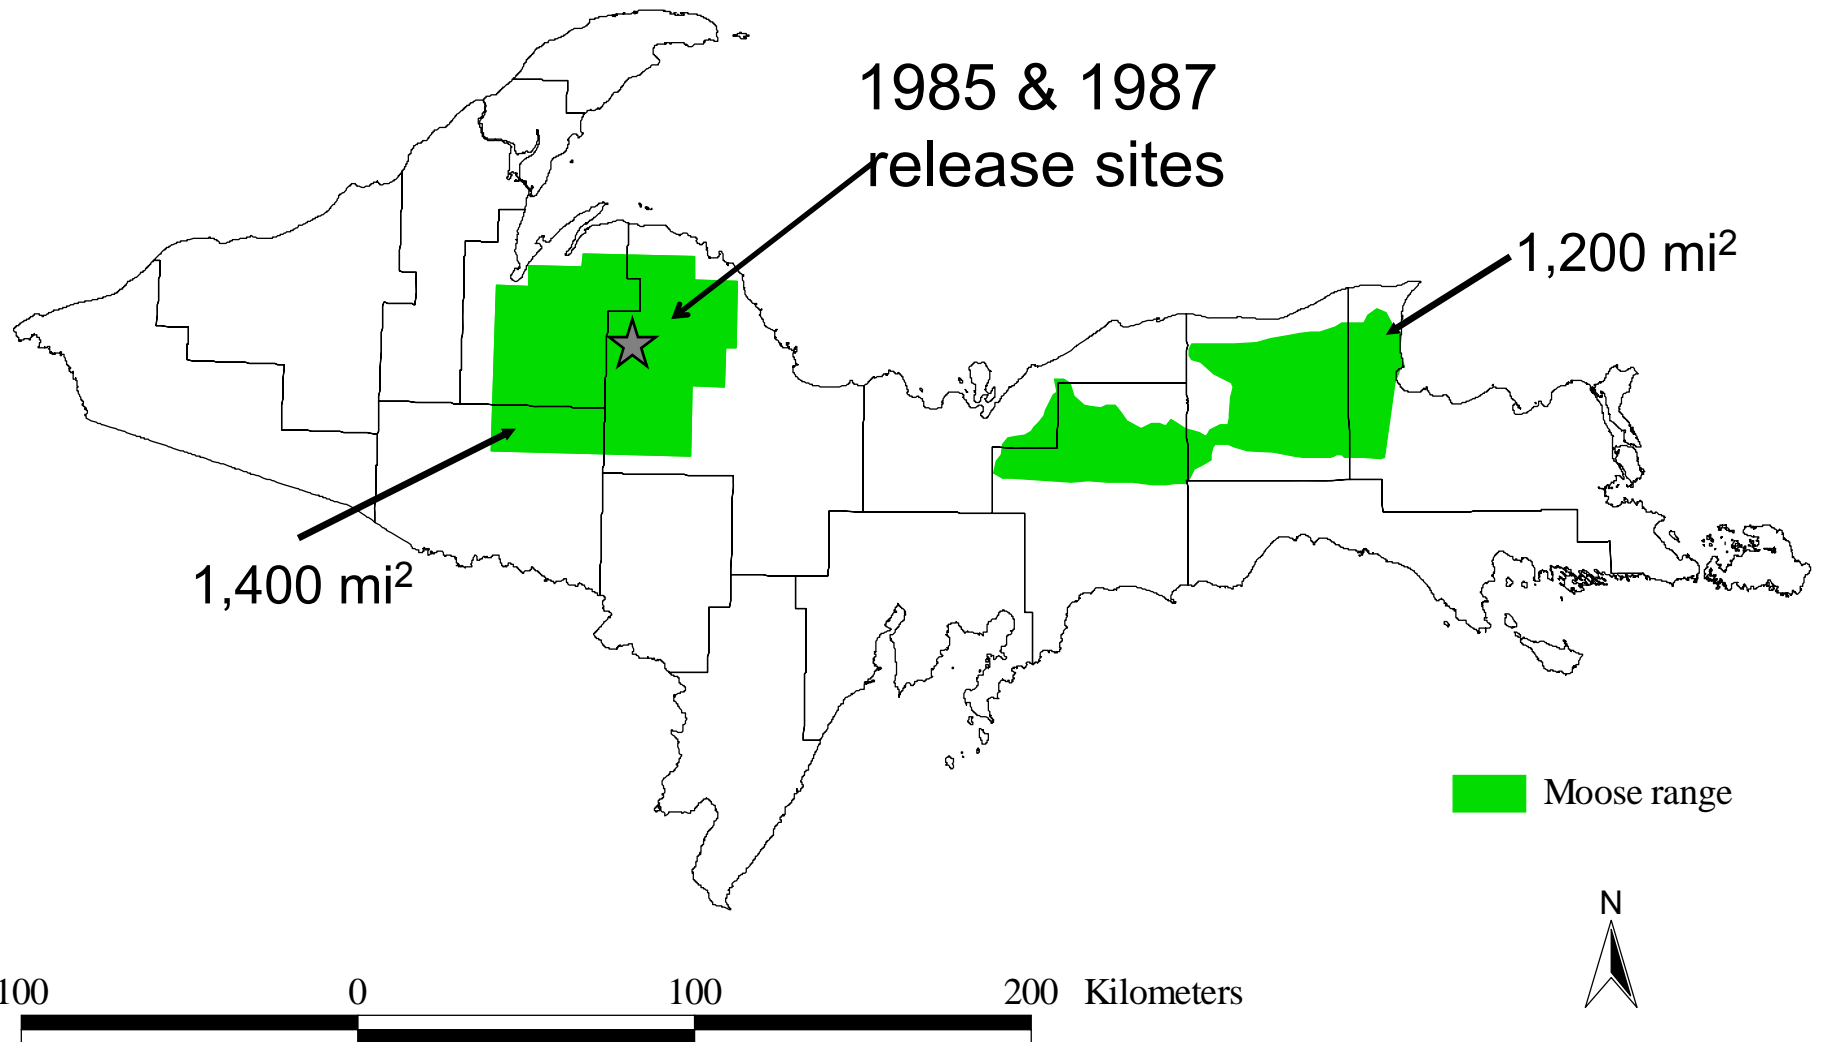 1985 & 1987
release sites
1,200 mi²
1,400 mi²
Moose range
N
100 0 100 200 Kilometers